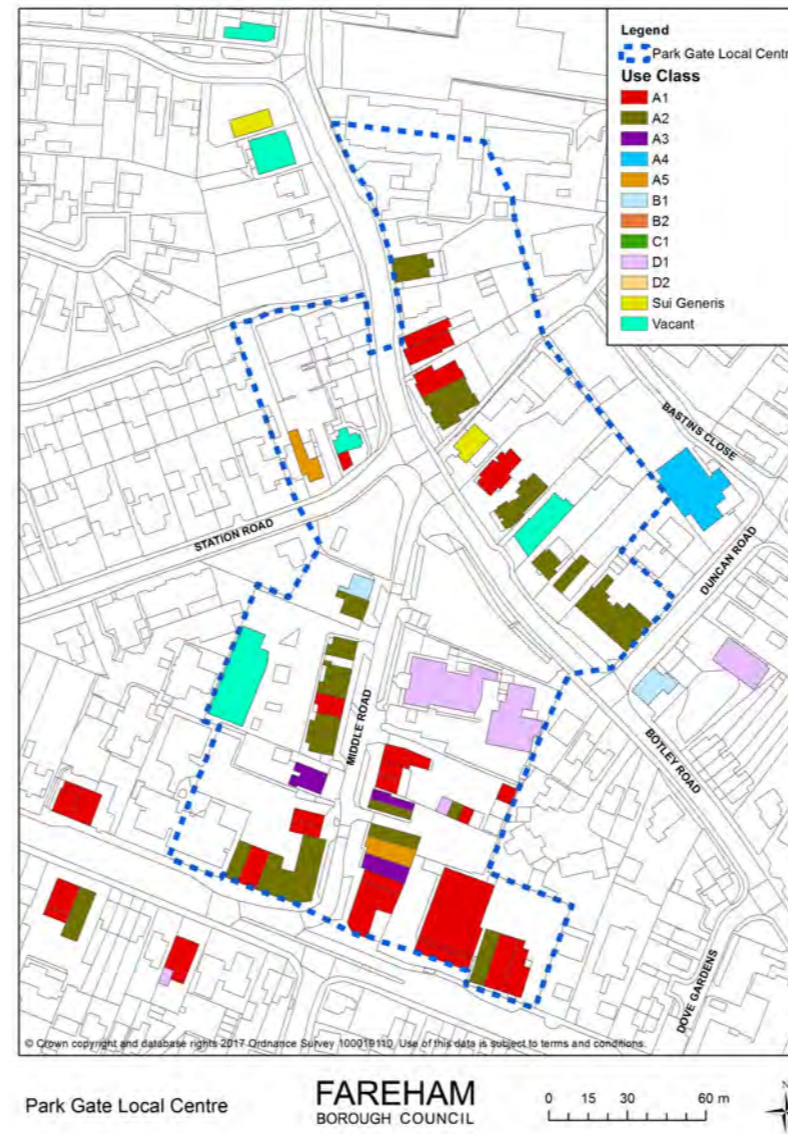 Legend
Park Gate Local Centre
Use Class
A1
A2
A3
A4
A5
B1
B2
C1
D1
D2
Sui Generis
Vacant
BASTINS CLOSE
STATION ROAD
DUNCAN ROAD
MIDDLE ROAD
BOTLEY ROAD
DOVE GARDENS
© Crown copyright and database rights 2017 Ordnance Survey 100019110. Use of this data is subject to terms and conditions.
Park Gate Local Centre
FAREHAM
BOROUGH COUNCIL
0 15 30 60 m
N